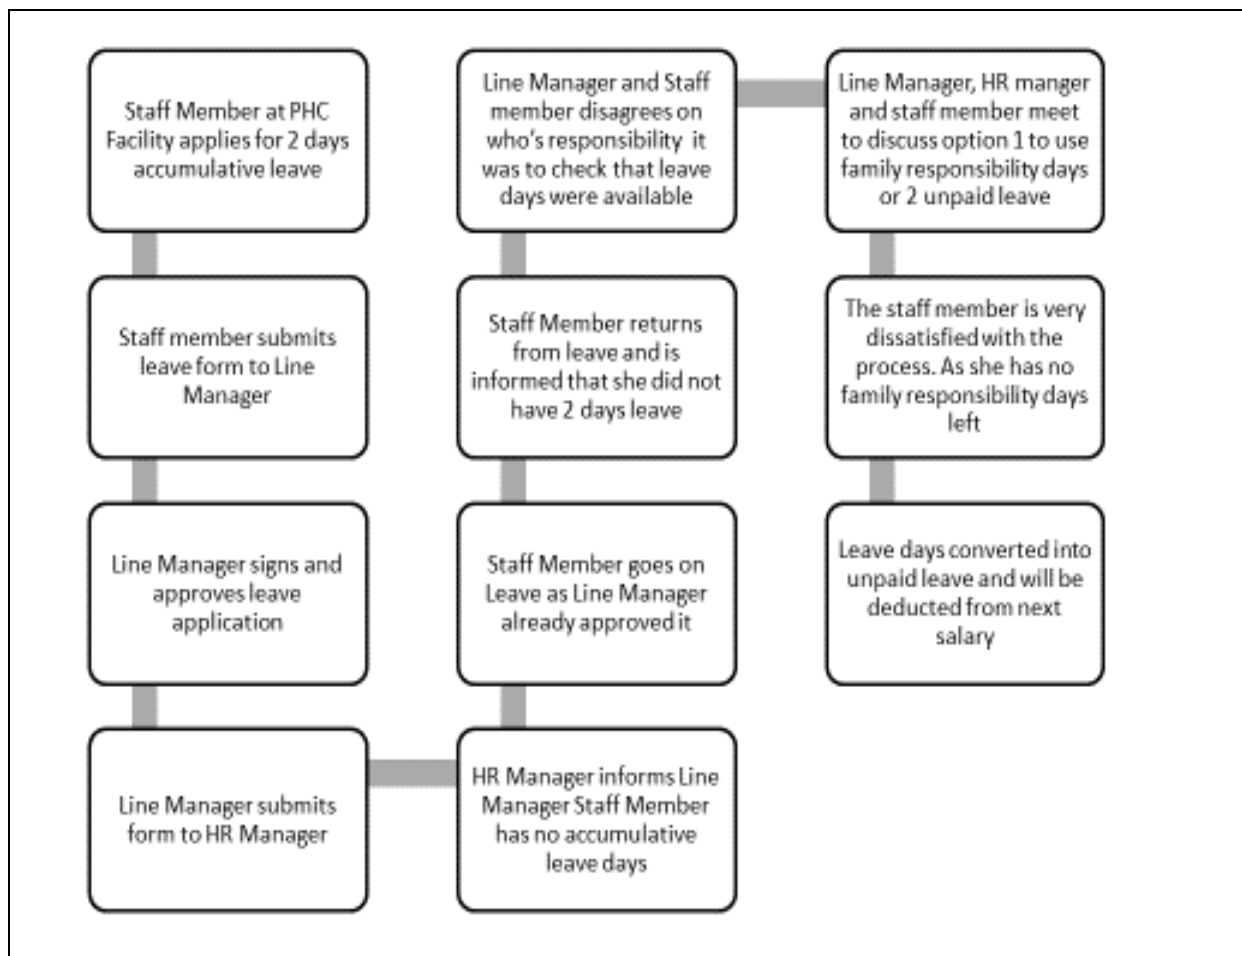 Staff Member at PHC
Facility applies for 2 days
accumulative leave
Staff member submits
leave form to Line
Manager
Line Manager signs and
approves leave
application
Line Manager submits
form to HR Manager
HR Manager informs Line
Manager Staff Member
has no accumulative
leave days
Staff Member goes on
Leave as Line Manager
already approved it
Staff Member returns
from leave and is
informed that she did not
have 2 days leave
Line Manager and Staff
member disagrees on
who's responsibility it
was to check that leave
days were available
Line Manager, HR manger
and staff member meet
to discuss option 1 to use
family responsibility days
or 2 unpaid leave
The staff member is very
dissatisfied with the
process. As she has no
family responsibility days
left
Leave days converted into
unpaid leave and will be
deducted from next
salary